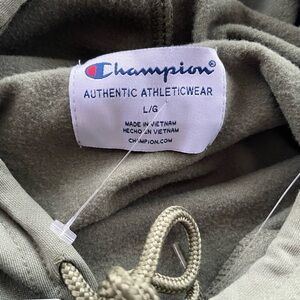 Champion®
AUTHENTIC ATHLETICWEAR
L/G
MADE IN VIETNAM
HECHO EN VIETNAM
CHAMPION.COM